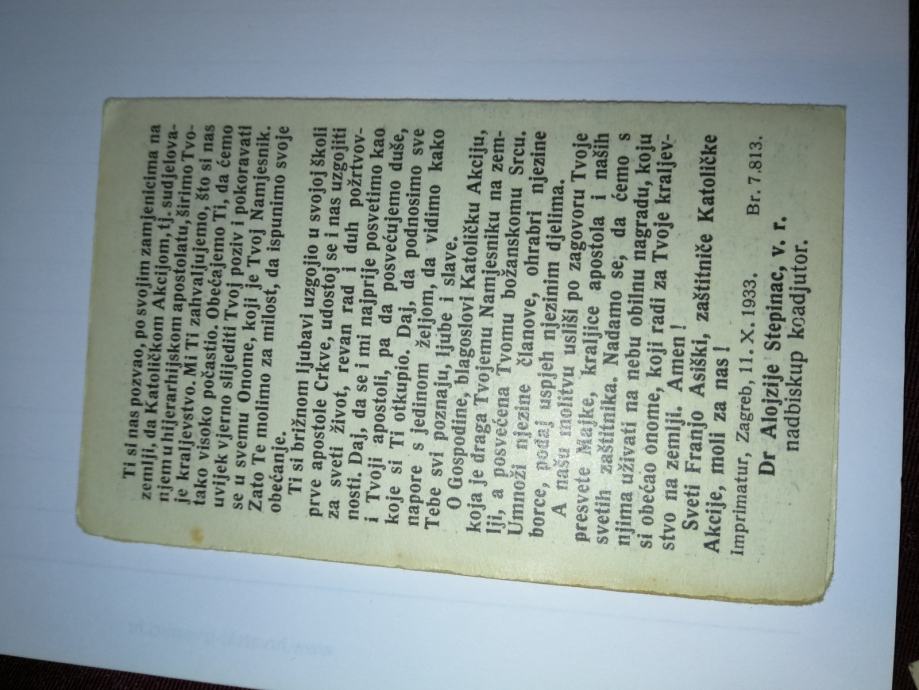 Ti si nas pozvao, po svojim zamjenicima na
zemlji, da Katoličkom Akcijom, tj. sudjelova-
njem u hijerarhijskom apostolatu, širimo Tvo-
je kraljevstvo. Mi Ti zahvaljujemo, što si nas
tako visoko počastio. Obećajemo Ti, da ćemo
uvijek vjerno slijediti Tvoj poziv i pokoravati
se u svemu Onome, koji je Tvoj Namjesnik.
Zato Te molimo za milost, da ispunimo svoje
obećanje.
Ti si brižnom ljubavi uzgojio u svojoj školi
prve apostole Crkve, udostoj se i nas uzgojiti
za sveti život, revan rad i duh požrtvov-
nosti. Daj, da se i mi najprije posvetimo kao
i Tvoji apostoli, pa da posvećujemo duše,
koje si Ti otkupio. Daj, da podnosimo sve
napore s jedinom željom, da vidimo kako
Tebe svi poznaju, ljube i slave.
O Gospodine, blagoslovi Katoličku Akciju,
koja je draga Tvojemu Namjesniku na zem-
lji, a posvećena Tvomu božanskomu Srcu.
Umnoži njezine članove, ohrabri njezine
borce, podaj uspjeh njezinim djelima.
A našu molitvu usliši po zagovoru Tvoje
presvete Majke, kraljice apostola i naših
svetih zaštitnika. Nadamo se, da ćemo s
njima uživati na nebu obilnu nagradu, koju
si obećao onome, koji radi za Tvoje kraljev-
stvo na zemlji. Amen!
Sveti Franjo Asiški, zaštitniče Katoličke
Akcije, moli za nas!
Imprimatur, Zagreb, 11. X. 1933. Br. 7.813.
Dr Alojzije Stepinac, v. r.
nadbiskup koadjutor.